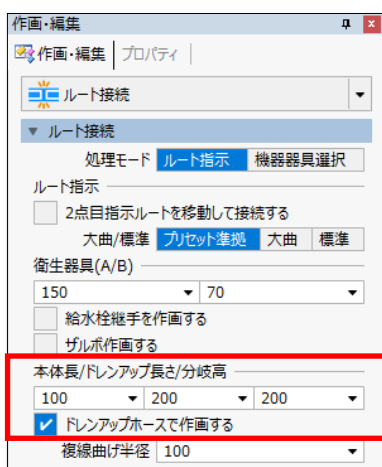 作画・編集
作画・編集 プロパティ
ルート接続
ルート接続
処理モード ルート指示 機器器具選択
ルート指示
2点目指示ルートを移動して接続する
大曲/標準 プリセット準拠 大曲 標準
衛生器具(A/B)
150 70
給水栓継手を作画する
ザルボ作画する
本体長/ドレンアップ長さ/分岐高
100 200 200
ドレンアップホースで作画する
複線曲げ半径 100